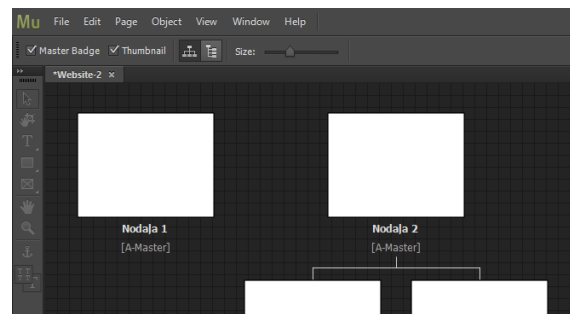 Mu File Edit Page Object View Window Help
Master Badge Thumbnail Size:
*Website-2 ×
T
Nodaļa 1 Nodaļa 2
[A-Master] [A-Master]